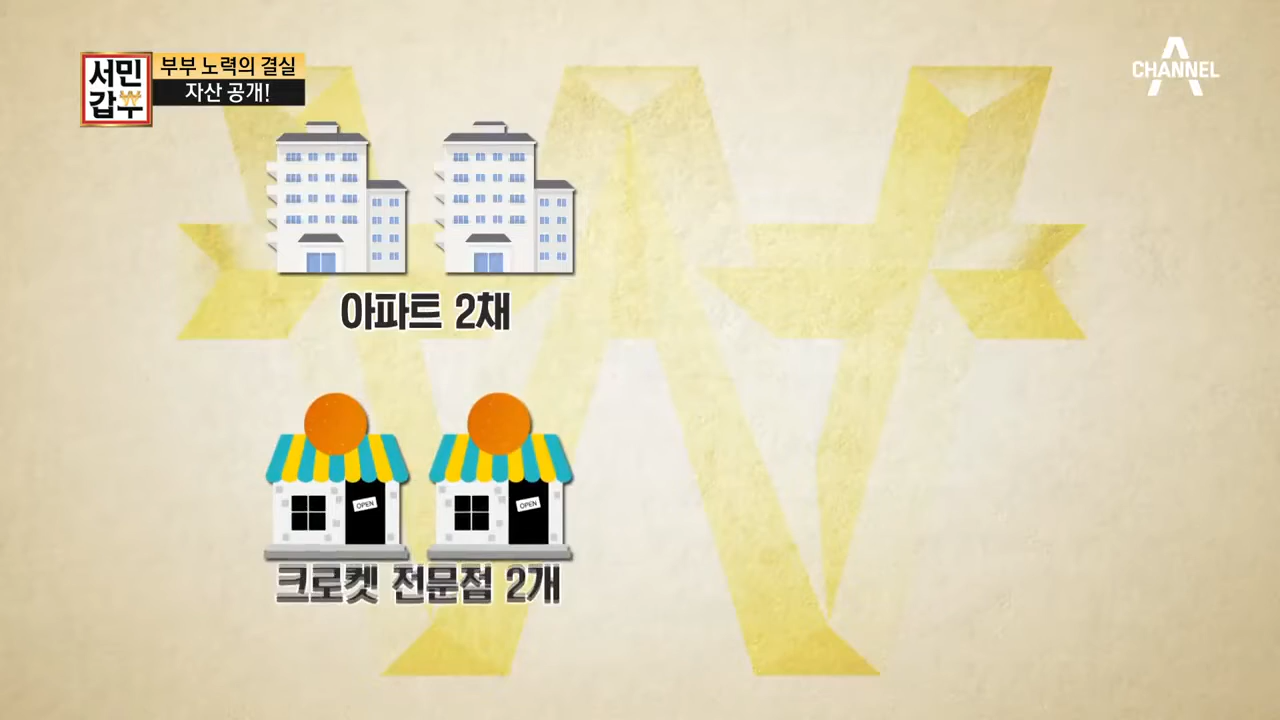 서민
갑부
부부 노력의 결실
자산 공개!
CHANNEL A
아파트 2채
OPEN
OPEN
크로켓 전문점 2개